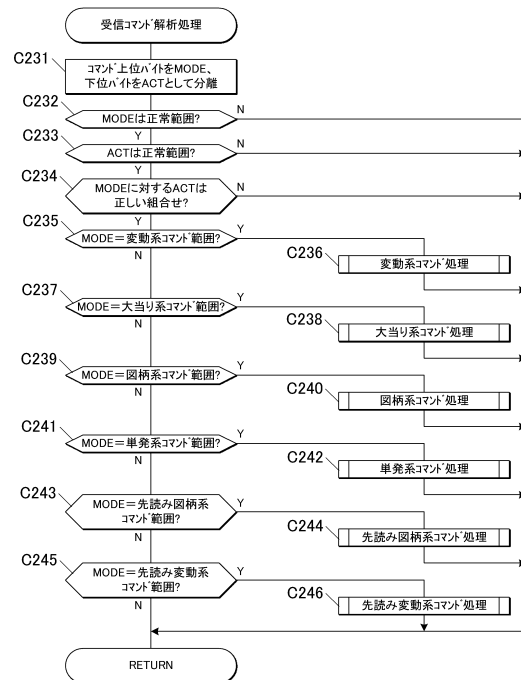 受信コマンド解析処理
C231
コマンド上位バイトをMODE、
下位バイトをACTとして分離
C232
MODEは正常範囲?
N
Y
C233
ACTは正常範囲?
N
Y
C234
MODEに対するACTは
正しい組合せ?
N
Y
C235
MODE=変動系コマンド範囲?
Y
N
C236
変動系コマンド処理
C237
MODE=大当り系コマンド範囲?
Y
N
C238
大当り系コマンド処理
C239
MODE=図柄系コマンド範囲?
Y
N
C240
図柄系コマンド処理
C241
MODE=単発系コマンド範囲?
Y
N
C242
単発系コマンド処理
C243
MODE=先読み図柄系
コマンド範囲?
Y
N
C244
先読み図柄系コマンド処理
C245
MODE=先読み変動系
コマンド範囲?
Y
N
C246
先読み変動系コマンド処理
RETURN